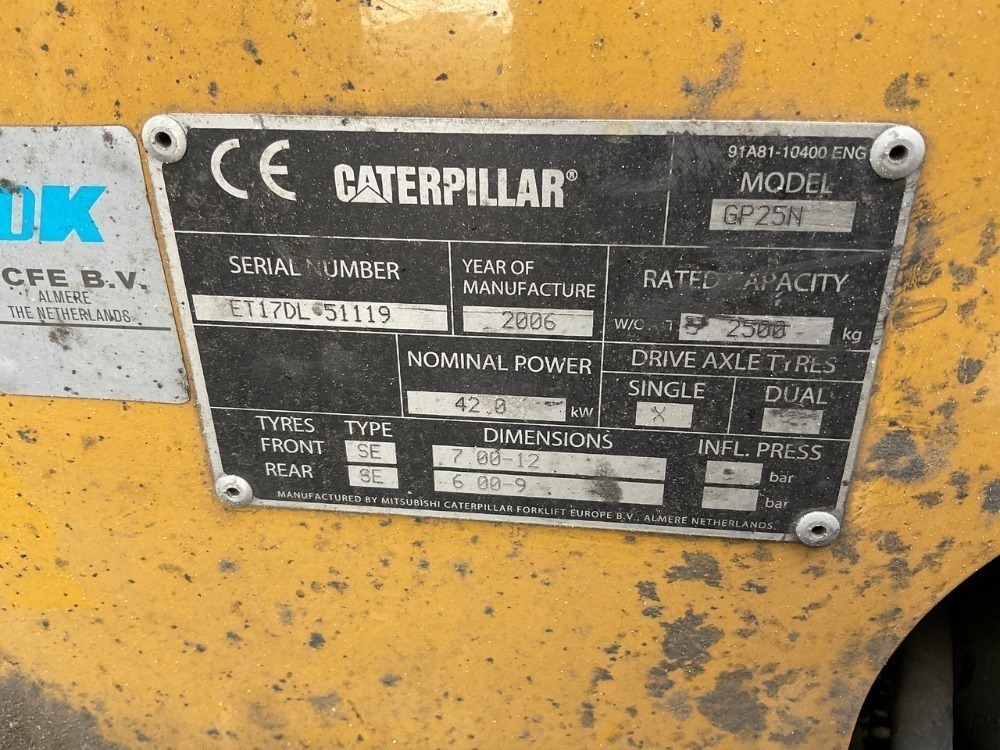 DK
CFE B.V.
ALMERE
THE NETHERLANDS
CE
CATERPILLAR®
91A81-10400 ENG
MODEL
GP25N
SERIAL NUMBER
ET17DL 51119
YEAR OF
MANUFACTURE
2006
RATED CAPACITY
2500 kg
NOMINAL POWER
42.0 kW
DRIVE AXLE TYRES
SINGLE
X
DUAL
TYRES TYPE DIMENSIONS INFL. PRESS
FRONT SE 7 00-12 bar
REAR SE 6 00-9 bar
MANUFACTURED BY MITSUBISHI CATERPILLAR FORKLIFT EUROPE B.V., ALMERE NETHERLANDS.